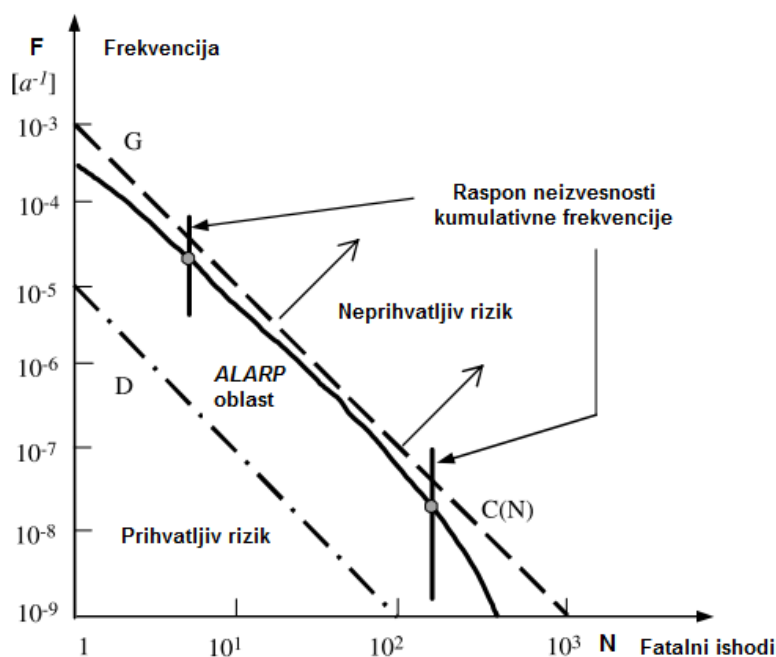 F Frekvencija
[a⁻¹]
10⁻³
G
10⁻⁴
Raspon neizvesnosti
kumulativne frekvencije
10⁻⁵
Neprihvatljiv rizik
10⁻⁶
ALARP
oblast
D
10⁻⁷
C(N)
10⁻⁸
Prihvatljiv rizik
10⁻⁹
1 10¹ 10² 10³ N Fatalni ishodi